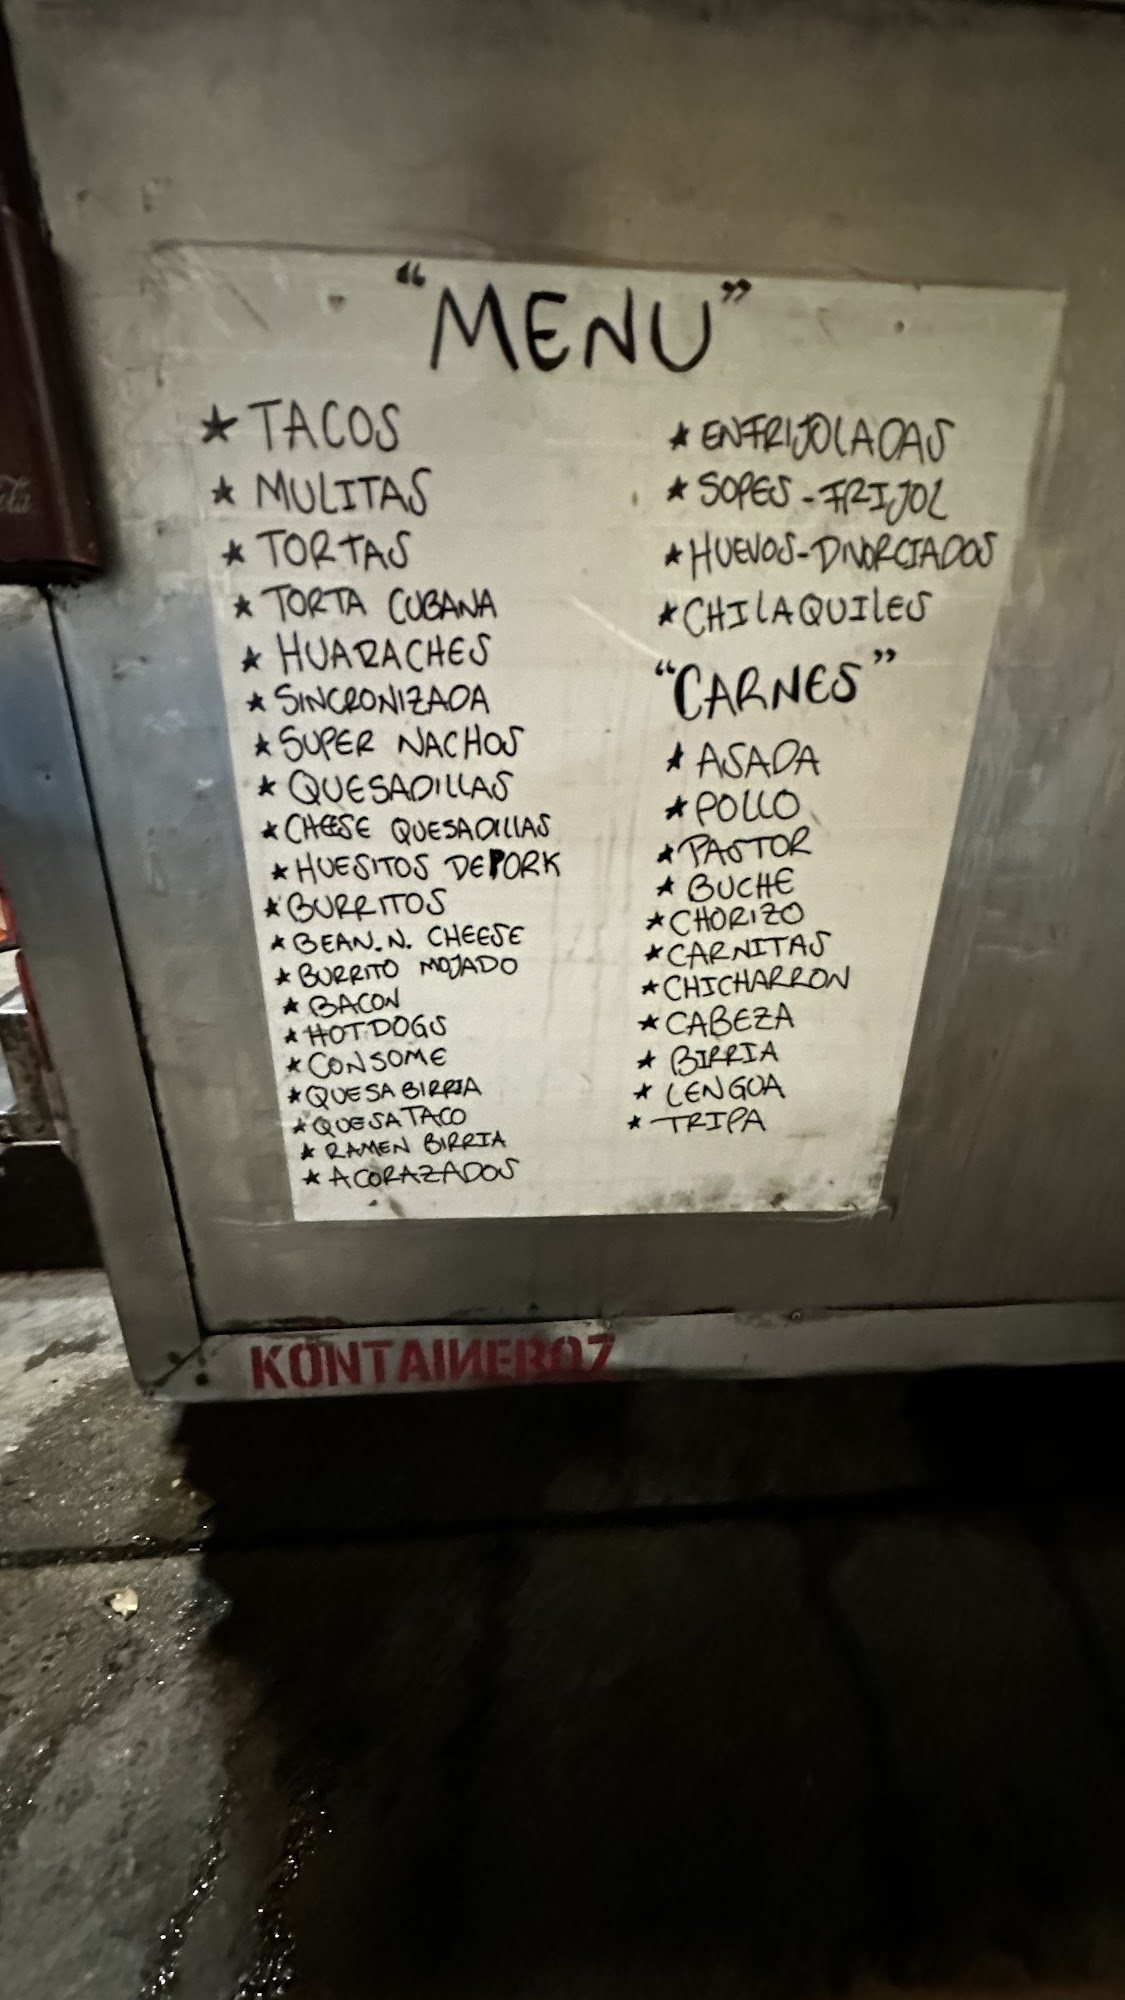 "MENU"
★ TACOS
★ MULITAS
★ TORTAS
★ TORTA CUBANA
★ HUARACHES
★ SINCRONIZADA
★ SUPER NACHOS
★ QUESADILLAS
★ CHEESE QUESADILLAS
★ HUESITOS DEPORK
★ BURRITOS
★ BEAN.N. CHEESE
★ BURRITO MOJADO
★ BACON
★ HOTDOGS
★ CONSOME
★ QUESABIRRIA
★ QUESATACO
★ RAMEN BIRRIA
★ ACORAZADOS
★ ENFRIJOLADAS
★ SOPES - FRIJOL
★ HUEVOS-DIVORCIADOS
★ CHILAQUILES
"CARNES"
★ ASADA
★ POLLO
★ PASTOR
★ BUCHE
★ CHORIZO
★ CARNITAS
★ CHICHARRON
★ CABEZA
★ BIRRIA
★ LENGUA
★ TRIPA
KONTAINEROZ